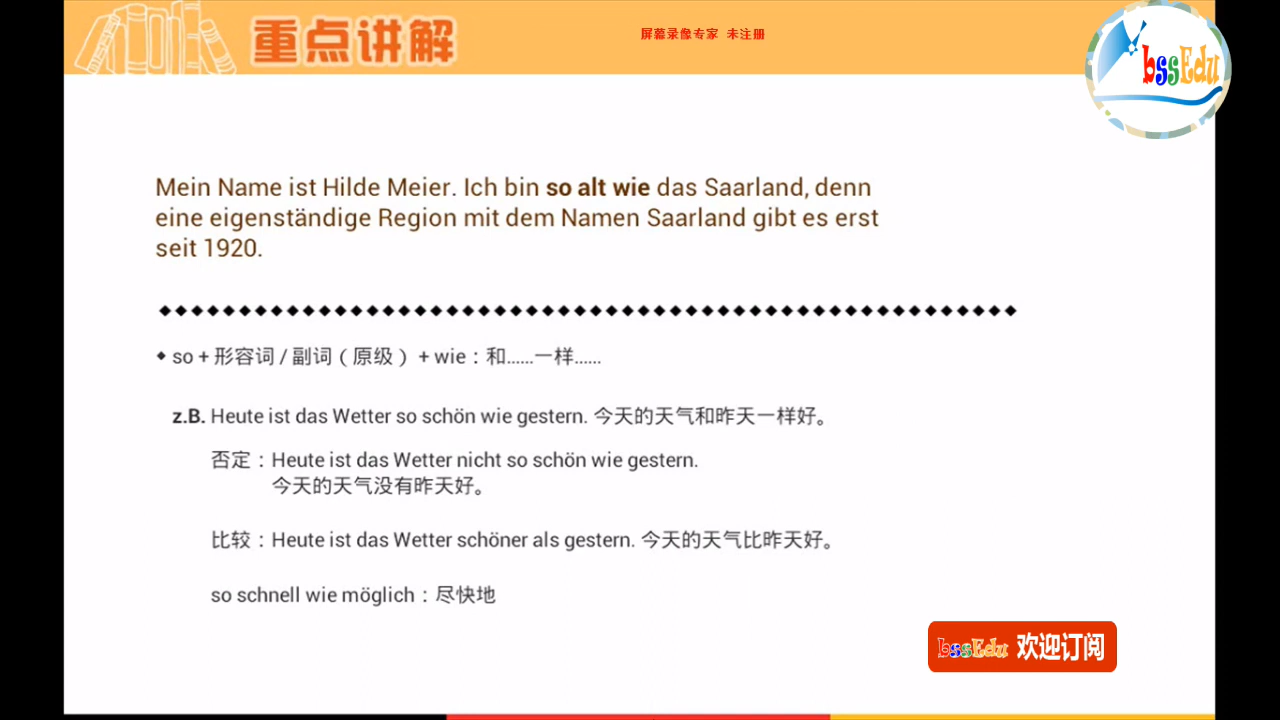 重点讲解
屏幕录像专家 未注册
bssEdu
Mein Name ist Hilde Meier. Ich bin so alt wie das Saarland, denn
eine eigenständige Region mit dem Namen Saarland gibt es erst
seit 1920.
so + 形容词 / 副词（原级） + wie：和……一样……
z.B. Heute ist das Wetter so schön wie gestern. 今天的天气和昨天一样好。
否定：Heute ist das Wetter nicht so schön wie gestern.
今天的天气没有昨天好。
比较：Heute ist das Wetter schöner als gestern. 今天的天气比昨天好。
so schnell wie möglich：尽快地
bssEdu 欢迎订阅